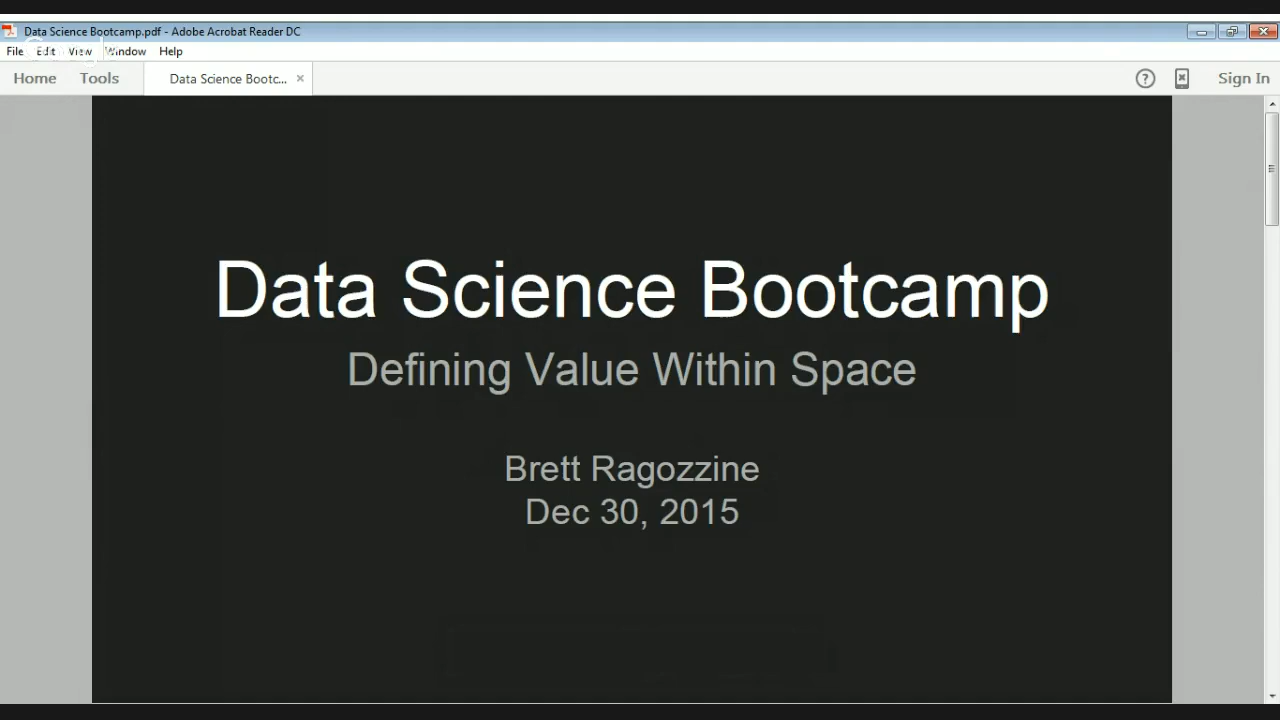 Data Science Bootcamp.pdf - Adobe Acrobat Reader DC
File Edit View Window Help
Home Tools Data Science Bootc... × Sign In
Data Science Bootcamp
Defining Value Within Space
Brett Ragozzine
Dec 30, 2015